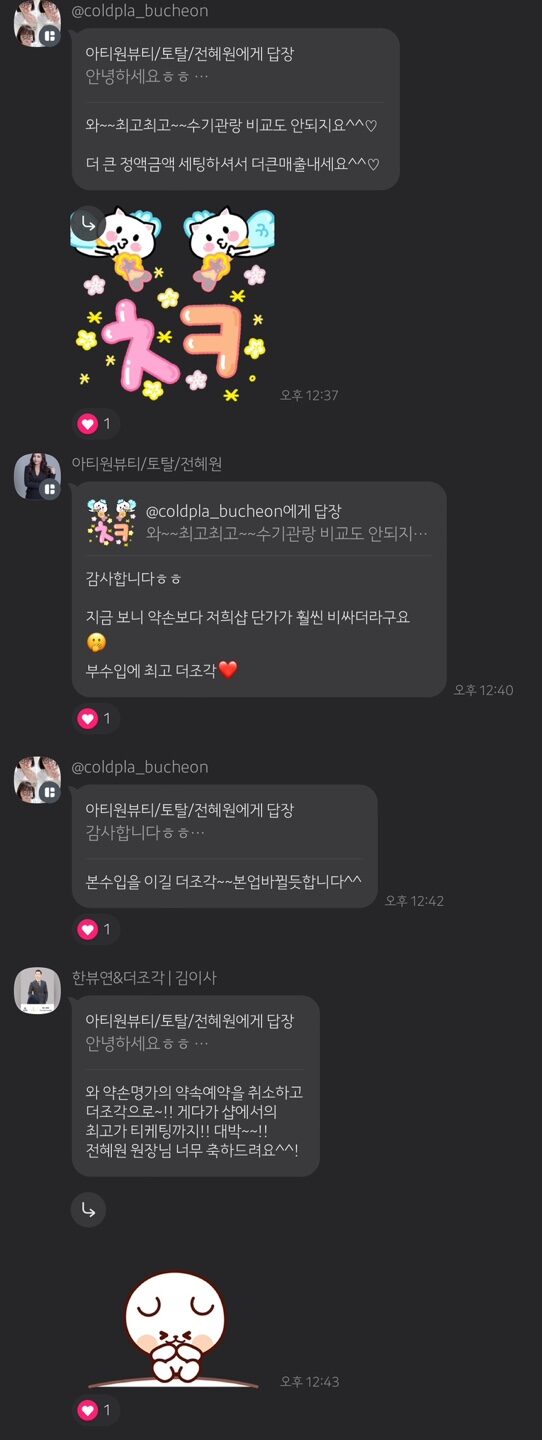 @coldpla_bucheon
아티원뷰티/토탈/전혜원에게 답장
안녕하세요ㅎㅎ …
와~~최고최고~~수기관랑 비교도 안되지요^^♡
더 큰 정액금액 세팅하셔서 더큰매출내세요^^♡
ㅊㅋ
오후 12:37
1
아티원뷰티/토탈/전혜원
ㅊㅋ
@coldpla_bucheon에게 답장
와~~최고최고~~수기관랑 비교도 안되지…
감사합니다ㅎㅎ
지금 보니 약손보다 저희샵 단가가 훨씬 비싸더라구요
🤭
부수입에 최고 더조각❤️
오후 12:40
1
@coldpla_bucheon
아티원뷰티/토탈/전혜원에게 답장
감사합니다ㅎㅎ…
본수입을 이길 더조각~~본업바뀔듯합니다^^
오후 12:42
1
한뷰연&더조각 | 김이사
아티원뷰티/토탈/전혜원에게 답장
안녕하세요ㅎㅎ …
와 약손명가의 약속예약을 취소하고
더조각으로~!! 게다가 샵에서의
최고가 티케팅까지!! 대박~~!!
전혜원 원장님 너무 축하드려요^^!
오후 12:43
1